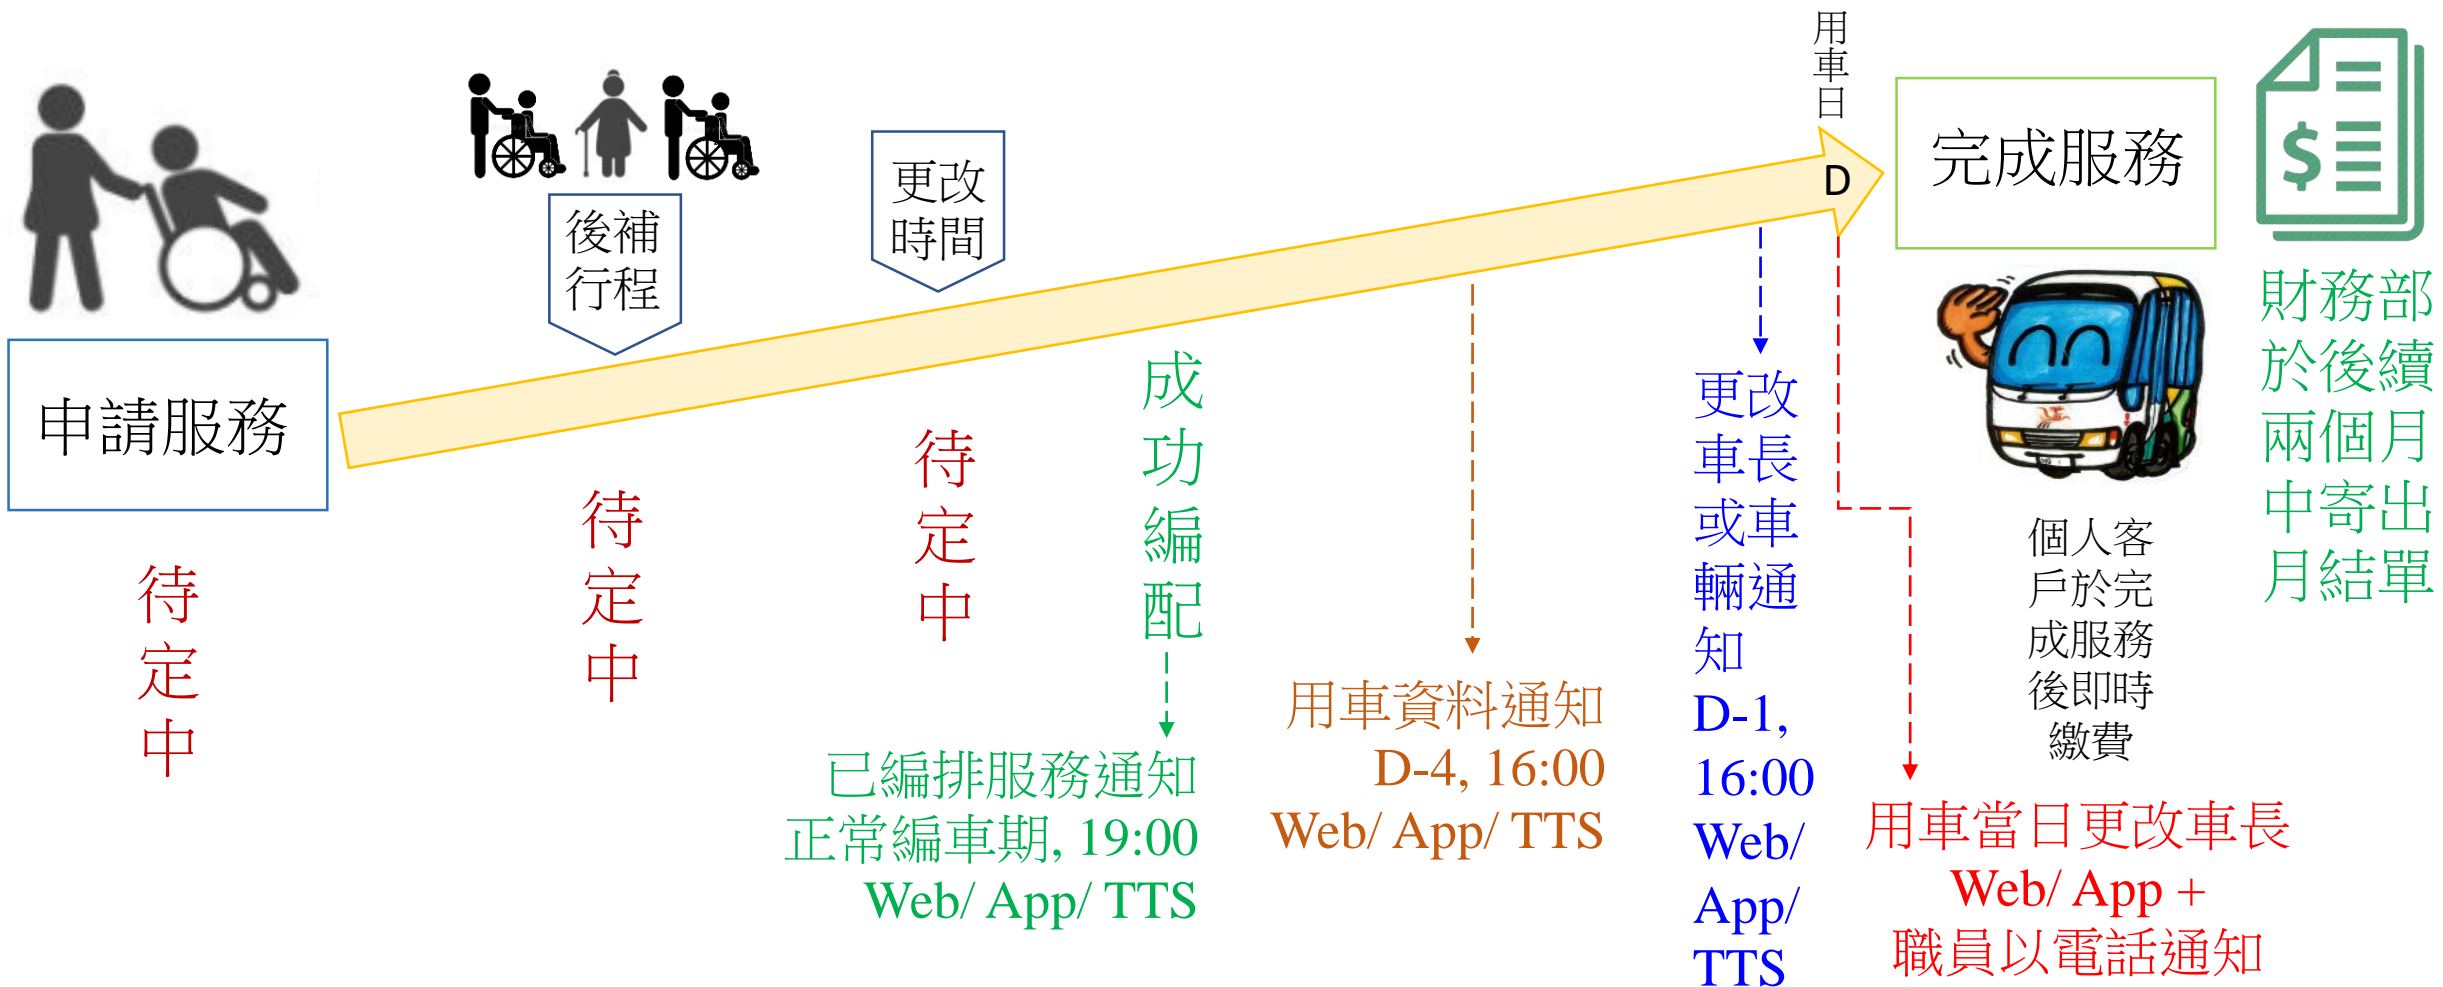 申請服務
待
定
中
後補
行程
待
定
中
更改
時間
待
定
中
成
功
編
配
已編排服務通知
正常編車期, 19:00
Web/ App/ TTS
用車資料通知
D-4, 16:00
Web/ App/ TTS
更改
車長
或車
輛通
知
D-1,
16:00
Web/
App/
TTS
用
車
日
D
用車當日更改車長
Web/ App +
職員以電話通知
完成服務
個人客
戶於完
成服務
後即時
繳費
$
財務部
於後續
兩個月
中寄出
月結單